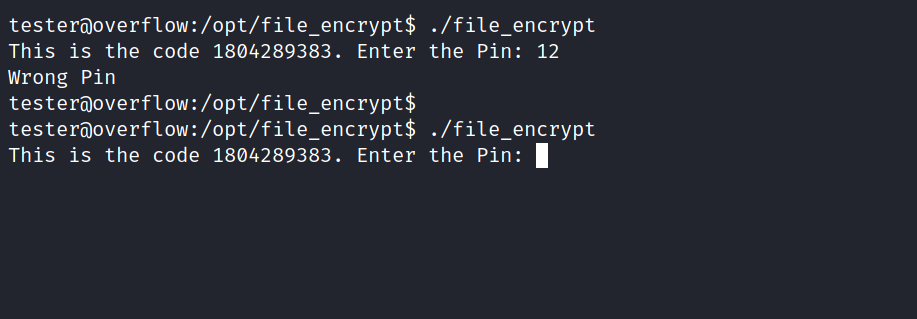 tester@overflow:/opt/file_encrypt$ ./file_encrypt
This is the code 1804289383. Enter the Pin: 12
Wrong Pin
tester@overflow:/opt/file_encrypt$
tester@overflow:/opt/file_encrypt$ ./file_encrypt
This is the code 1804289383. Enter the Pin: